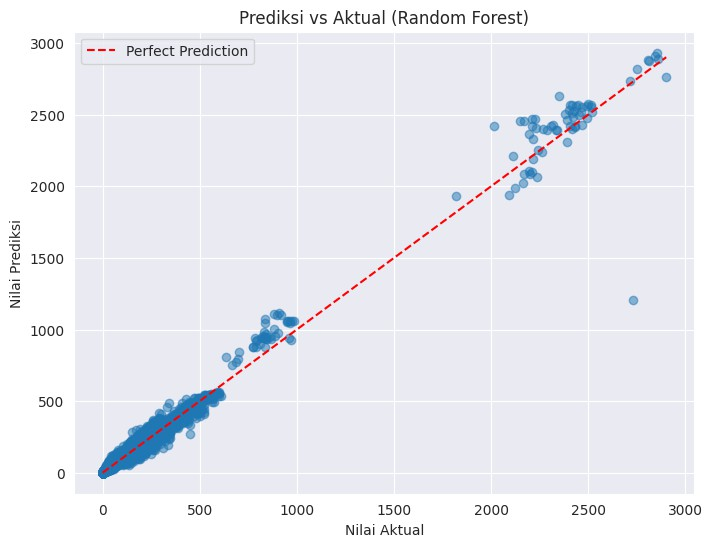 Prediksi vs Aktual (Random Forest)
Perfect Prediction
3000
2500
2000
1500
1000
500
0
Nilai Prediksi
0 500 1000 1500 2000 2500 3000
Nilai Aktual